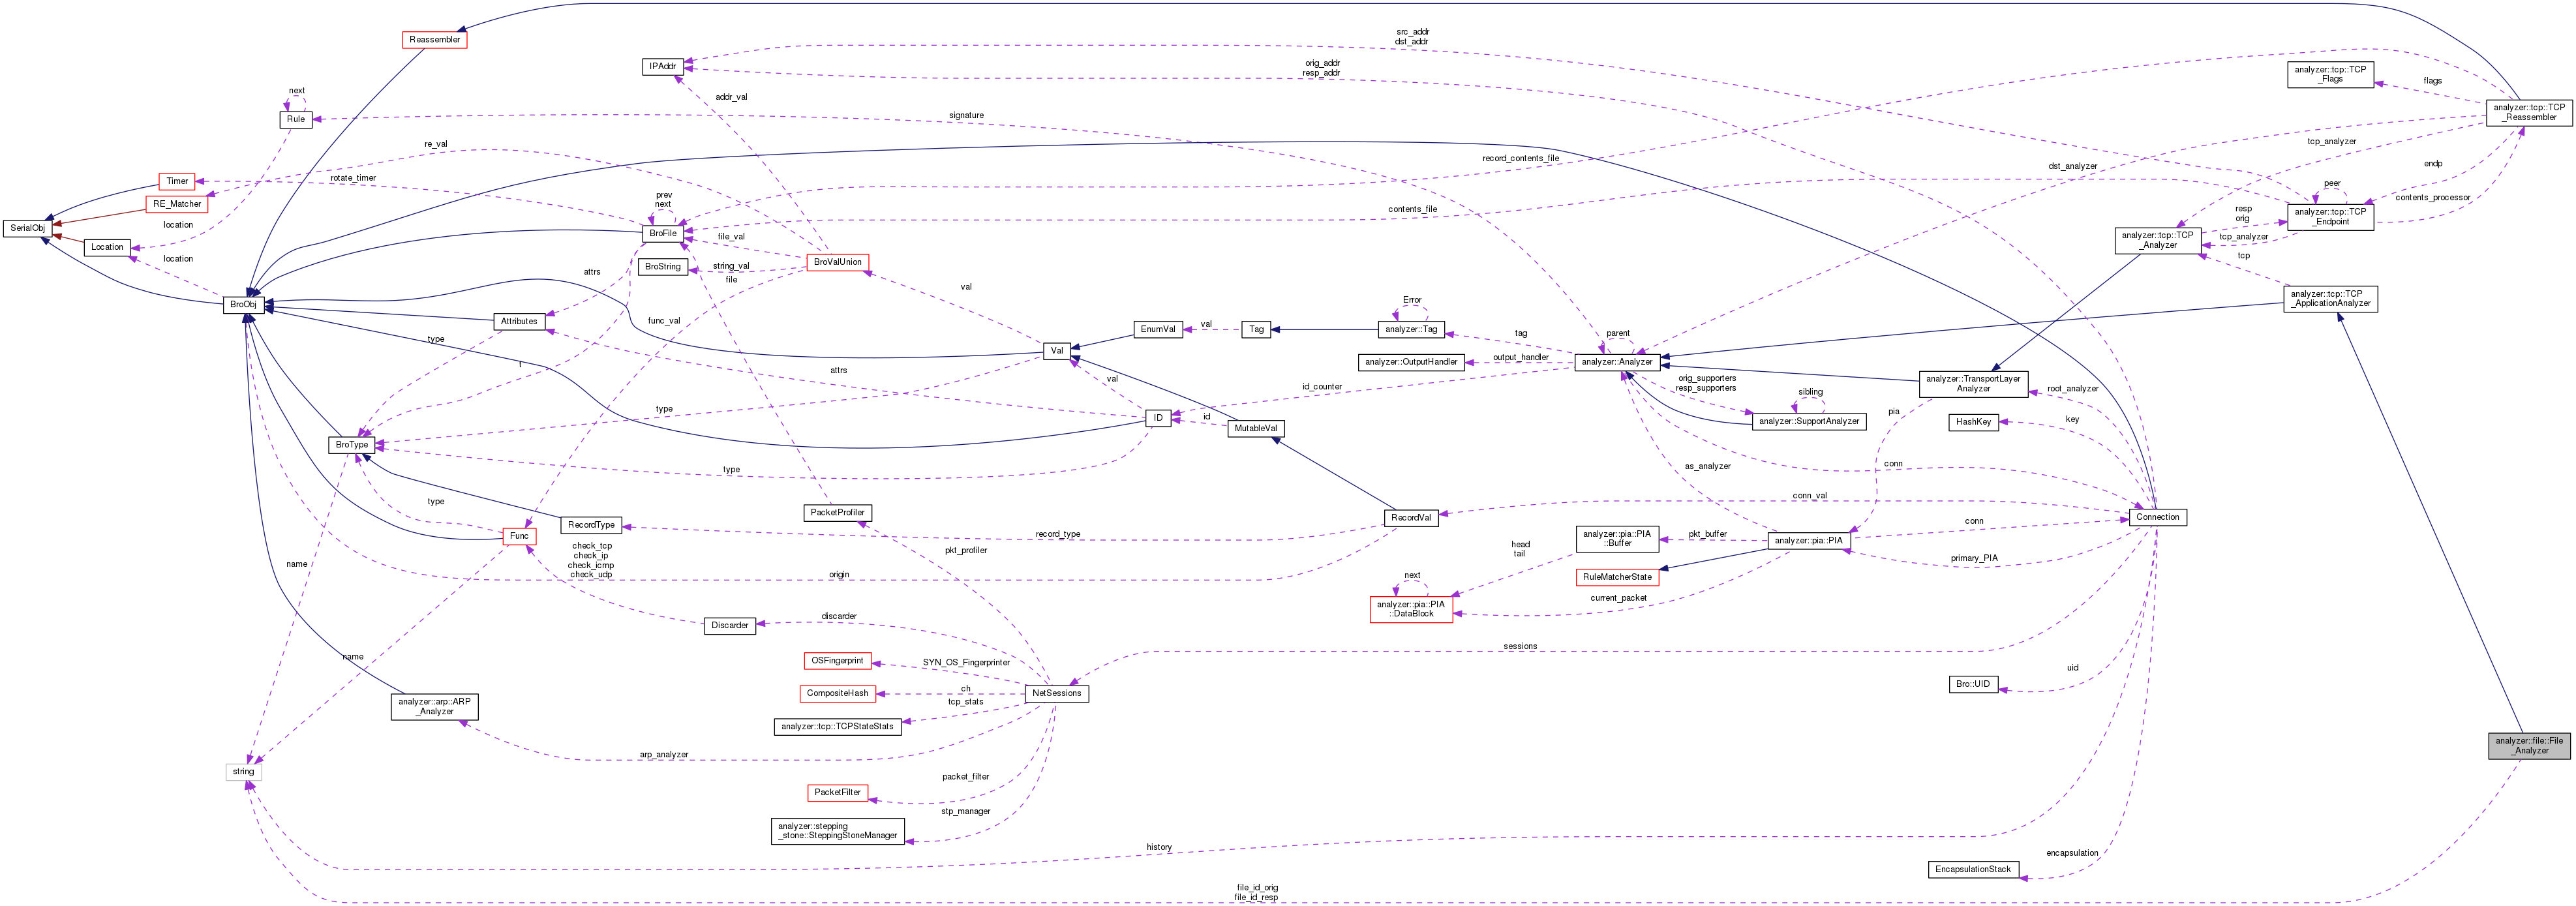 Reassembler
src_addr
dst_addr
IPAddr
orig_addr
resp_addr
analyzer::tcp::TCP
_Flags
flags
analyzer::tcp::TCP
_Reassembler
next
Rule
addr_val
signature
re_val
record_contents_file
tcp_analyzer
dst_analyzer
endp
Timer
rotate_timer
peer
RE_Matcher
prev
next
contents_processor
SerialObj
location
contents_file
resp
orig
analyzer::tcp::TCP
_Endpoint
BroFile
file_val
analyzer::tcp::TCP
_Analyzer
tcp_analyzer
Location
location
attrs
BroString
string_val
BroValUnion
tcp
file
val
BroObj
func_val
Error
analyzer::tcp::TCP
_ApplicationAnalyzer
Attributes
EnumVal
val
Tag
analyzer::Tag
tag
parent
type
Val
analyzer::OutputHandler
output_handler
analyzer::Analyzer
t
attrs
val
id_counter
orig_supporters
resp_supporters
sibling
analyzer::TransportLayer
Analyzer
root_analyzer
type
ID
id
MutableVal
analyzer::SupportAnalyzer
pia
HashKey
key
BroType
type
as_analyzer
conn
type
PacketProfiler
conn_val
RecordType
RecordVal
Connection
Func
record_type
analyzer::pia::PIA
::Buffer
pkt_buffer
analyzer::pia::PIA
conn
check_tcp
check_ip
check_icmp
check_udp
pkt_profiler
head
tail
primary_PIA
name
origin
next
RuleMatcherState
analyzer::pia::PIA
::DataBlock
current_packet
discarder
Discarder
name
sessions
OSFingerprint
SYN_OS_Fingerprinter
uid
CompositeHash
ch
NetSessions
Bro::UID
analyzer::arp::ARP
_Analyzer
tcp_stats
analyzer::tcp::TCPStateStats
arp_analyzer
analyzer::file::File
_Analyzer
string
packet_filter
PacketFilter
stp_manager
analyzer::stepping
_stone::SteppingStoneManager
history
encapsulation
EncapsulationStack
file_id_orig
file_id_resp